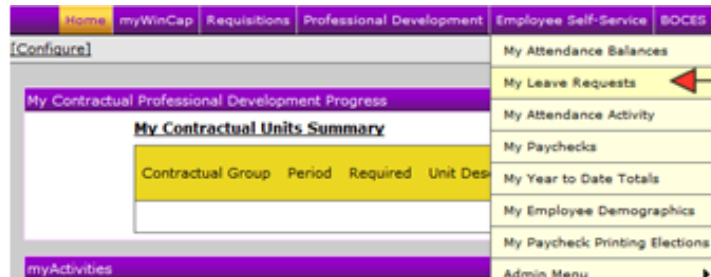 Home myWinCap Requisitions Professional Development Employee Self-Service BOCES
[Configure]
My Attendance Balances
My Leave Requests
My Contractual Professional Development Progress
My Attendance Activity
My Contractual Units Summary
My Paychecks
Contractual Group Period Required Unit Des
My Year to Date Totals
My Employee Demographics
My Paycheck Printing Elections
myActivities
Admin Menu